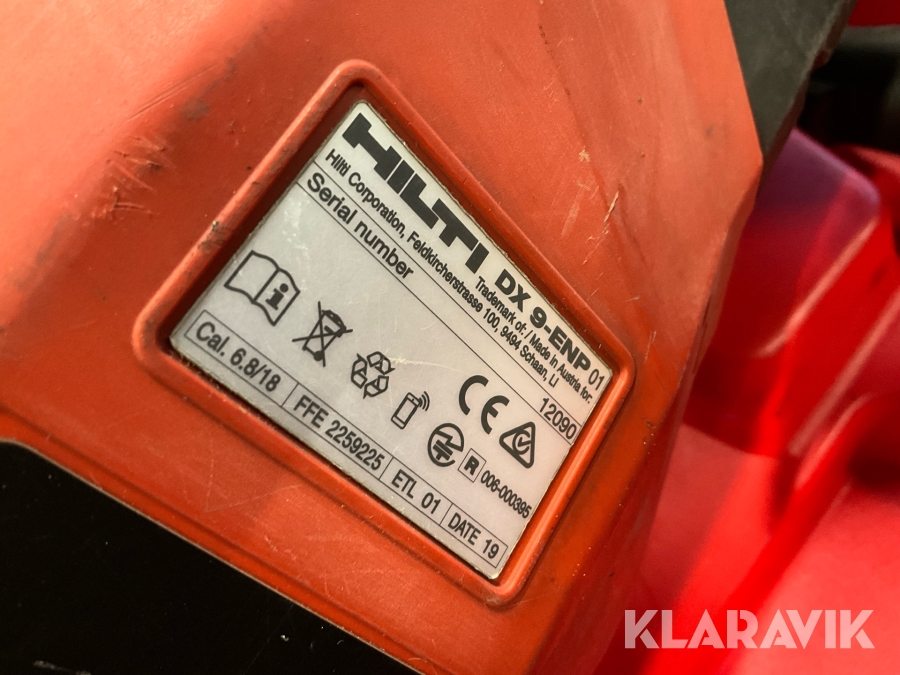 HILTI DX 9-ENP 01
Trademark of: / Made in Austria for:
Hilti Corporation, Feldkircherstrasse 100, 9494 Schaan, LI
Serial number 12090
CE
R 006-000395
Cal. 6.8/18 FFE 2259225 ETL 01 DATE 19
KLARAVIK